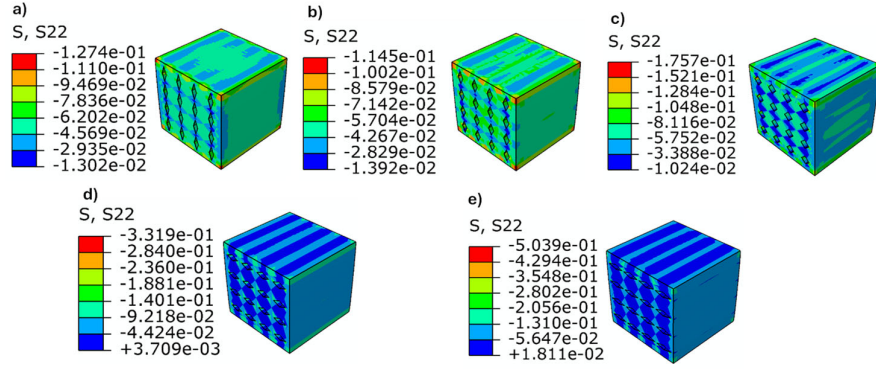 a)
S, S22
-1.274e-01
-1.110e-01
-9.469e-02
-7.836e-02
-6.202e-02
-4.569e-02
-2.935e-02
-1.302e-02
b)
S, S22
-1.145e-01
-1.002e-01
-8.579e-02
-7.142e-02
-5.704e-02
-4.267e-02
-2.829e-02
-1.392e-02
c)
S, S22
-1.757e-01
-1.521e-01
-1.284e-01
-1.048e-01
-8.116e-02
-5.752e-02
-3.388e-02
-1.024e-02
d)
S, S22
-3.319e-01
-2.840e-01
-2.360e-01
-1.881e-01
-1.401e-01
-9.218e-02
-4.424e-02
+3.709e-03
e)
S, S22
-5.039e-01
-4.294e-01
-3.548e-01
-2.802e-01
-2.056e-01
-1.310e-01
-5.647e-02
+1.811e-02